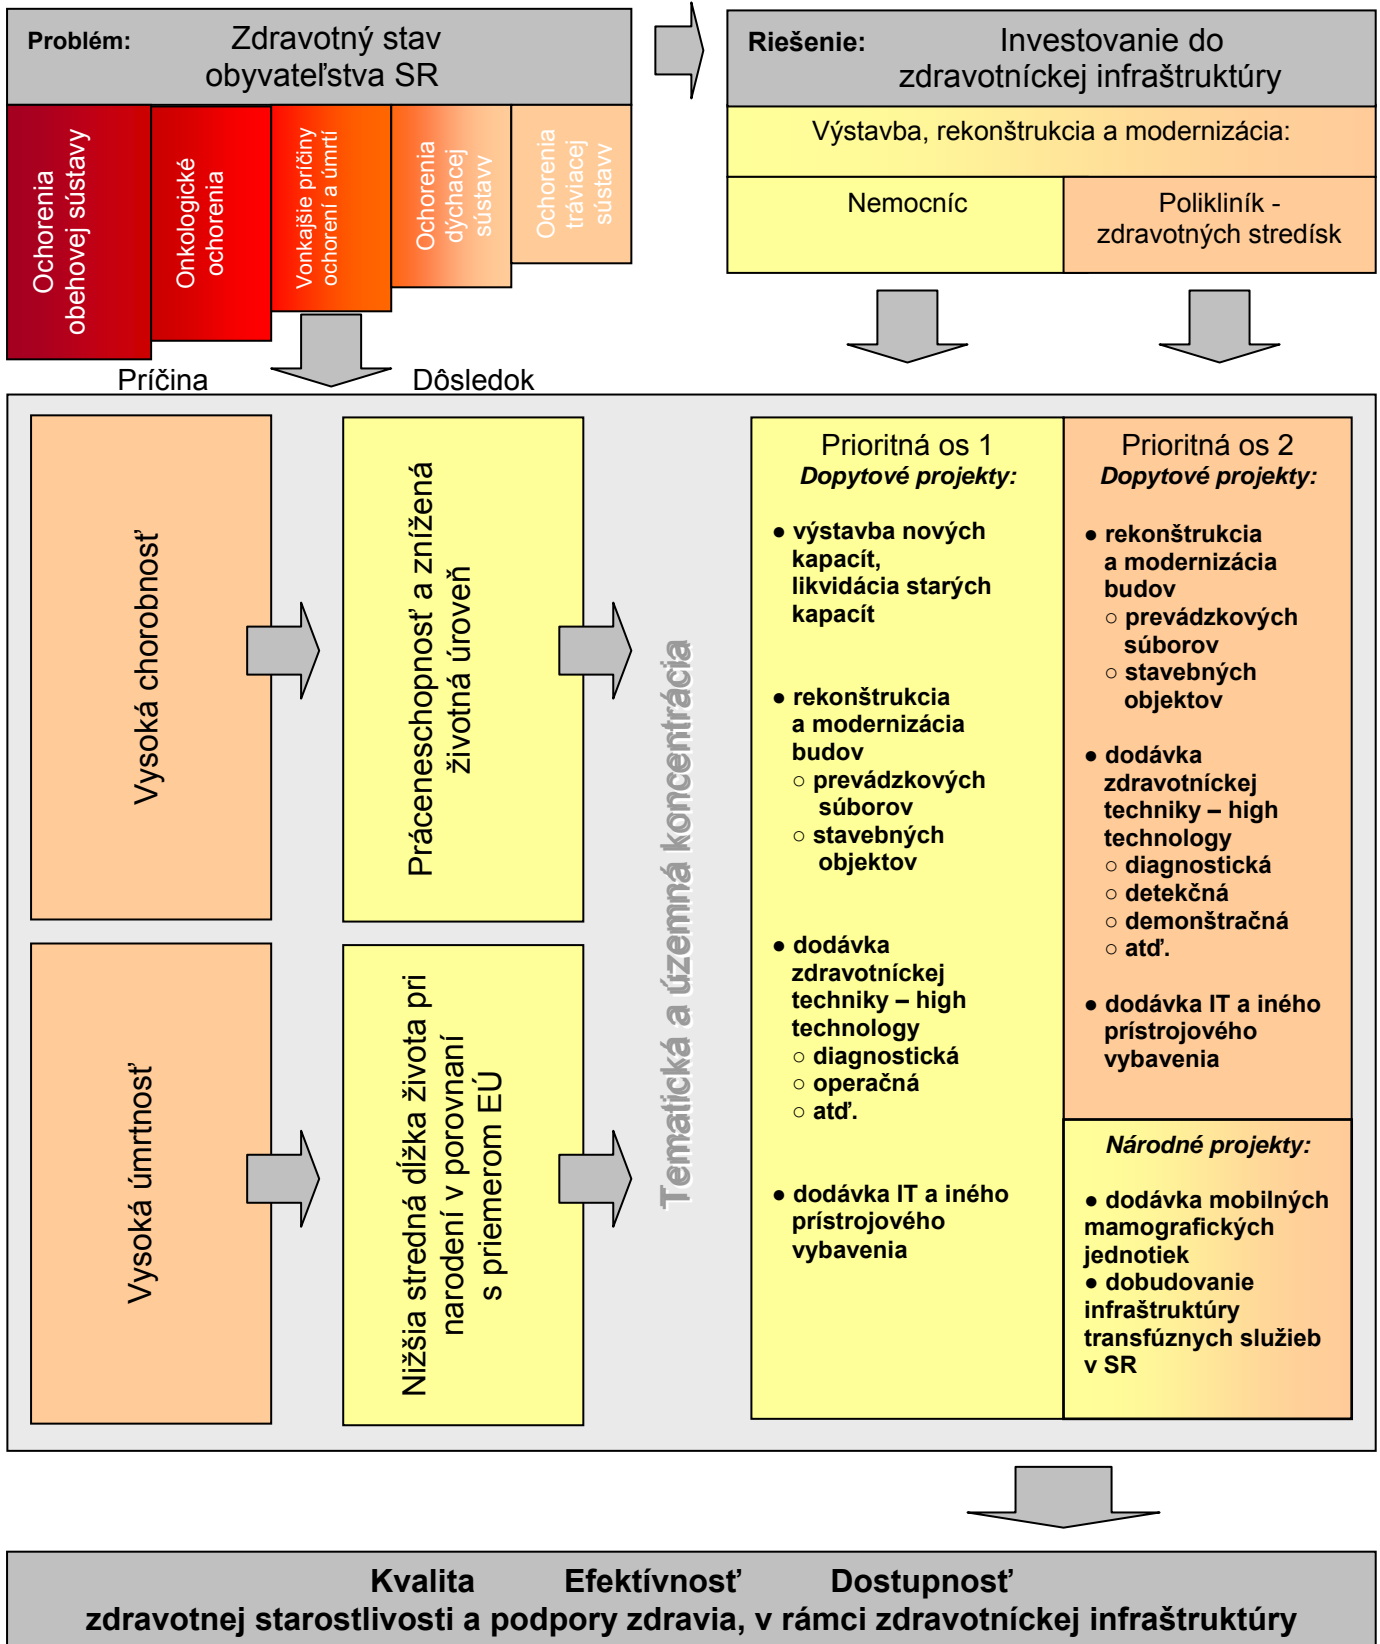 Problém: Zdravotný stav
obyvateľstva SR
Riešenie: Investovanie do
zdravotníckej infraštruktúry
Ochorenia
obehovej sústavy
Onkologické
ochorenia
Vonkajšie príčiny
ochorení a úmrtí
Ochorenia
dýchacej
sústavy
Ochorenia
tráviacej
sústavy
Výstavba, rekonštrukcia a modernizácia:
Nemocníc
Polikliník -
zdravotných stredísk
Príčina
Dôsledok
Vysoká chorobnosť
Práceneschopnosť a znížená
životná úroveň
Vysoká úmrtnosť
Nižšia stredná dĺžka života pri
narodení v porovnaní
s priemerom EÚ
Tematická a územná koncentrácia
Prioritná os 1
Dopytové projekty:
● výstavba nových
kapacít,
likvidácia starých
kapacít
● rekonštrukcia
a modernizácia
budov
○ prevádzkových
súborov
○ stavebných
objektov
● dodávka
zdravotníckej
techniky – high
technology
○ diagnostická
○ operačná
○ atď.
● dodávka IT a iného
prístrojového
vybavenia
Prioritná os 2
Dopytové projekty:
● rekonštrukcia
a modernizácia
budov
○ prevádzkových
súborov
○ stavebných
objektov
● dodávka
zdravotníckej
techniky – high
technology
○ diagnostická
○ detekčná
○ demonštračná
○ atď.
● dodávka IT a iného
prístrojového
vybavenia
Národné projekty:
● dodávka mobilných
mamografických
jednotiek
● dobudovanie
infraštruktúry
transfúznych služieb
v SR
Kvalita Efektívnosť Dostupnosť
zdravotnej starostlivosti a podpory zdravia, v rámci zdravotníckej infraštruktúry